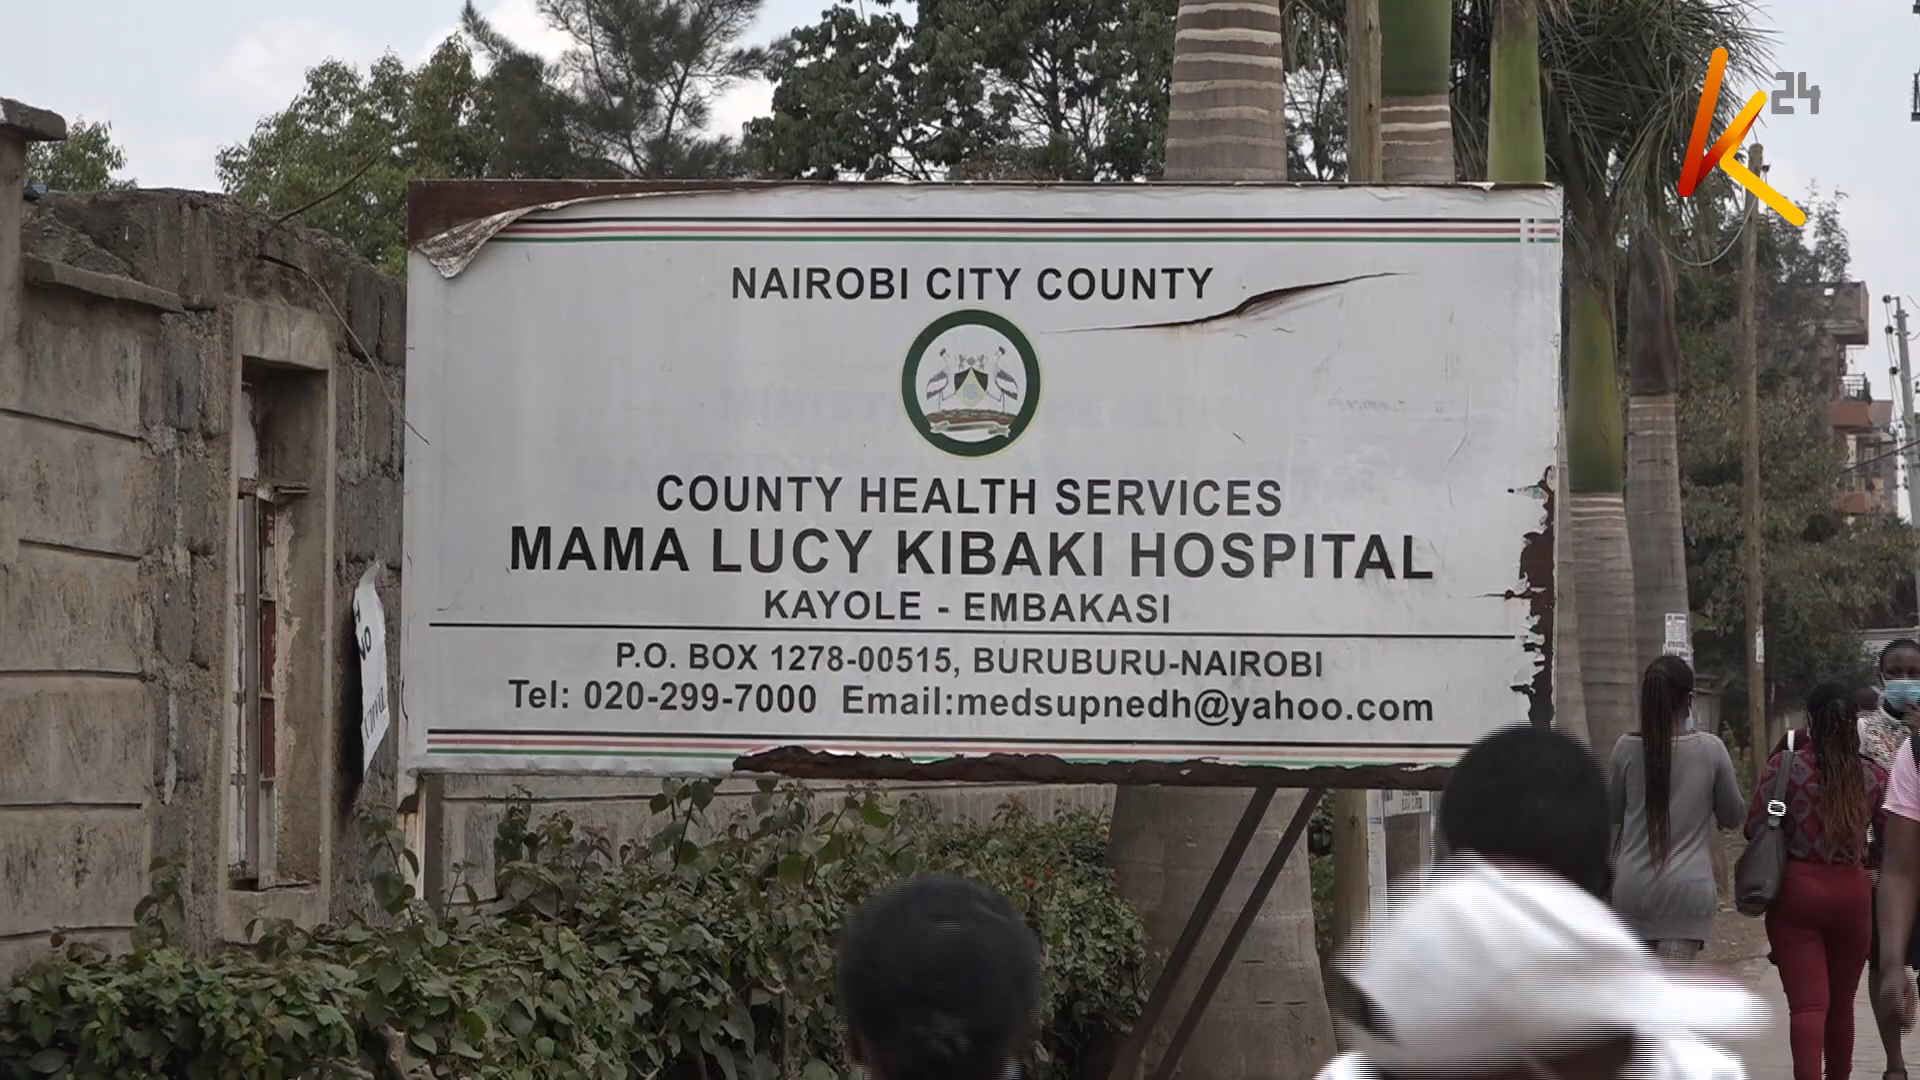 24
NAIROBI CITY COUNTY
COUNTY HEALTH SERVICES
MAMA LUCY KIBAKI HOSPITAL
KAYOLE - EMBAKASI
P.O. BOX 1278-00515, BURUBURU-NAIROBI
Tel: 020-299-7000 Email:medsupnedh@yahoo.com
NO